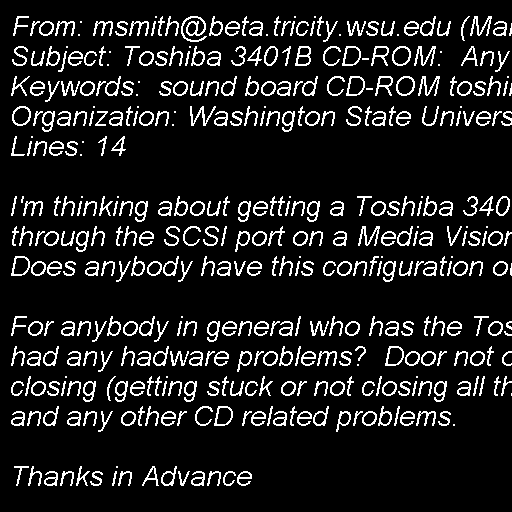 From: msmith@beta.tricity.wsu.edu (Ma
Subject: Toshiba 3401B CD-ROM:  Any
Keywords:  sound board CD-ROM toshi
Organization: Washington State Univers
Lines: 14

I'm thinking about getting a Toshiba 340
through the SCSI port on a Media Vision
Does anybody have this configuration ou

For anybody in general who has the Tos
had any hadware problems?  Door not o
closing (getting stuck or not closing all th
and any other CD related problems.

Thanks in Advance